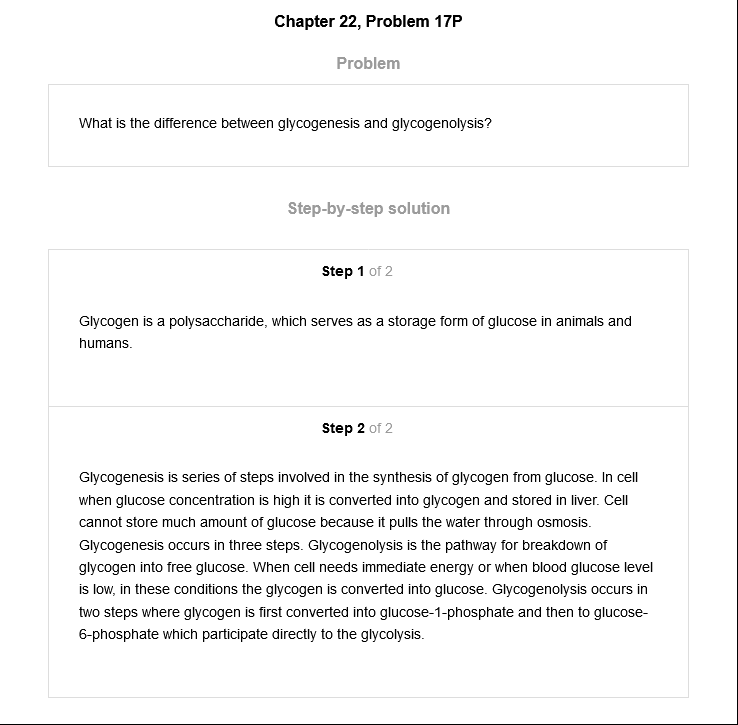 Chapter 22, Problem 17P
Problem
What is the difference between glycogenesis and glycogenolysis?
Step-by-step solution
Step 1 of 2
Glycogen is a polysaccharide, which serves as a storage form of glucose in animals and
humans.
Step 2 of 2
Glycogenesis is series of steps involved in the synthesis of glycogen from glucose. In cell
when glucose concentration is high it is converted into glycogen and stored in liver. Cell
cannot store much amount of glucose because it pulls the water through osmosis.
Glycogenesis occurs in three steps. Glycogenolysis is the pathway for breakdown of
glycogen into free glucose. When cell needs immediate energy or when blood glucose level
is low, in these conditions the glycogen is converted into glucose. Glycogenolysis occurs in
two steps where glycogen is first converted into glucose-1-phosphate and then to glucose-
6-phosphate which participate directly to the glycolysis.